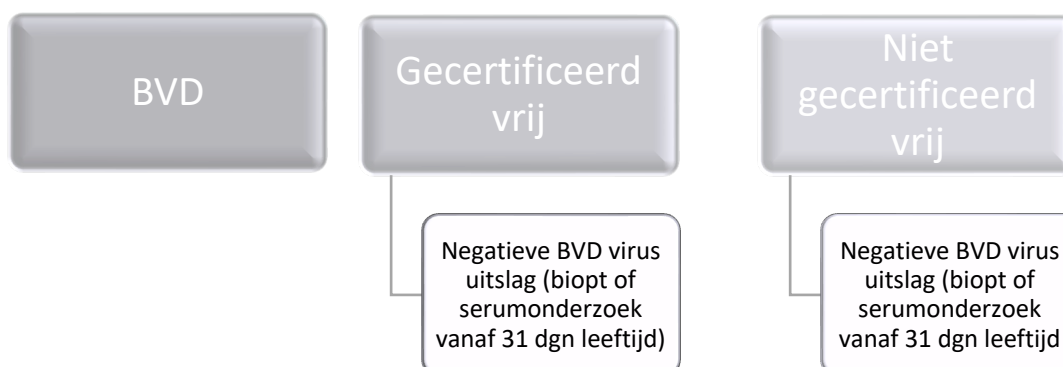 BVD
Gecertificeerd
vrij
Niet
gecertificeerd
vrij
Negatieve BVD virus
uitslag (biopt of
serumonderzoek
vanaf 31 dgn leeftijd)
Negatieve BVD virus
uitslag (biopt of
serumonderzoek
vanaf 31 dgn leeftijd